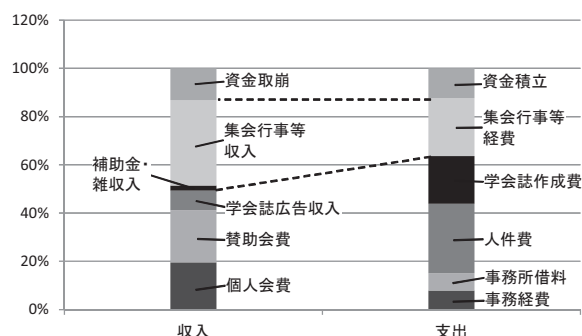 120%
100%
80%
60%
40%
20%
0%
資金取崩
集会行事等
収入
補助金
雑収入
学会誌広告収入
賛助会費
個人会費
資金積立
集会行事等
経費
学会誌作成費
人件費
事務所借料
事務経費
収入
支出